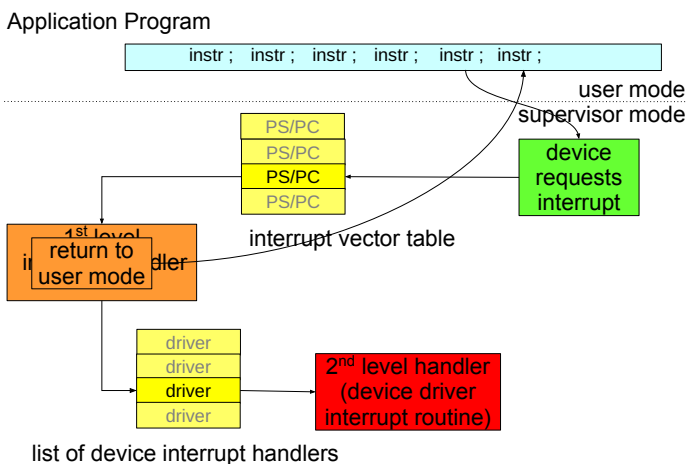 Application Program
instr ; instr ; instr ; instr ; instr ; instr ;
user mode
supervisor mode
PS/PC
PS/PC
PS/PC
PS/PC
device
requests
interrupt
interrupt vector table
1st level
return to
user mode
driver
driver
driver
driver
2nd level handler
(device driver
interrupt routine)
list of device interrupt handlers